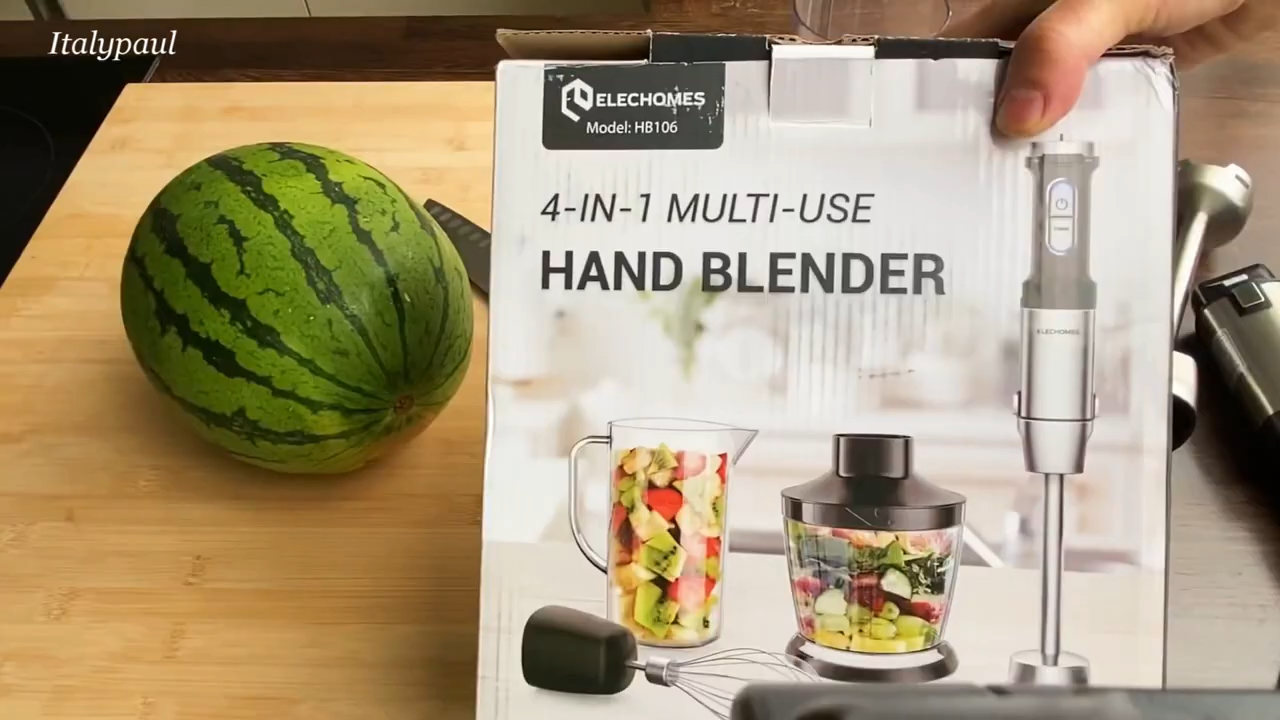 Italypaul
ELECHOMES
Model: HB106
4-IN-1 MULTI-USE
HAND BLENDER
ELECHOMES